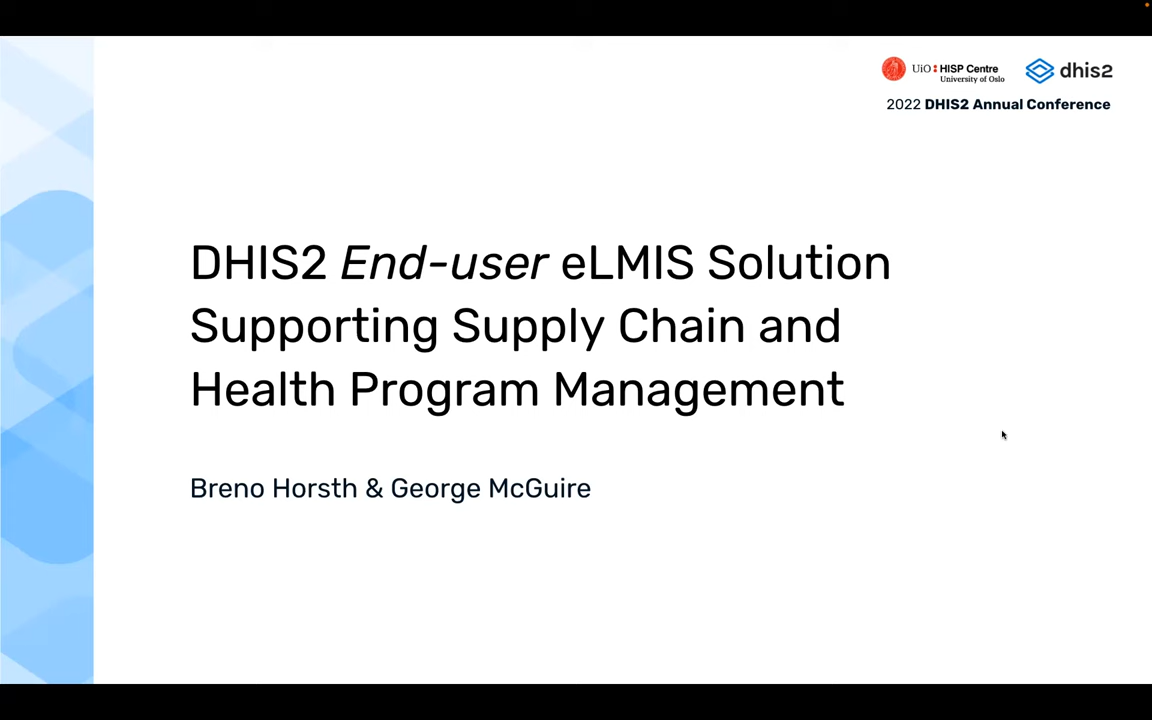 UiO : HISP Centre
University of Oslo
dhis2
2022 DHIS2 Annual Conference
DHIS2 End-user eLMIS Solution
Supporting Supply Chain and
Health Program Management
Breno Horsth & George McGuire